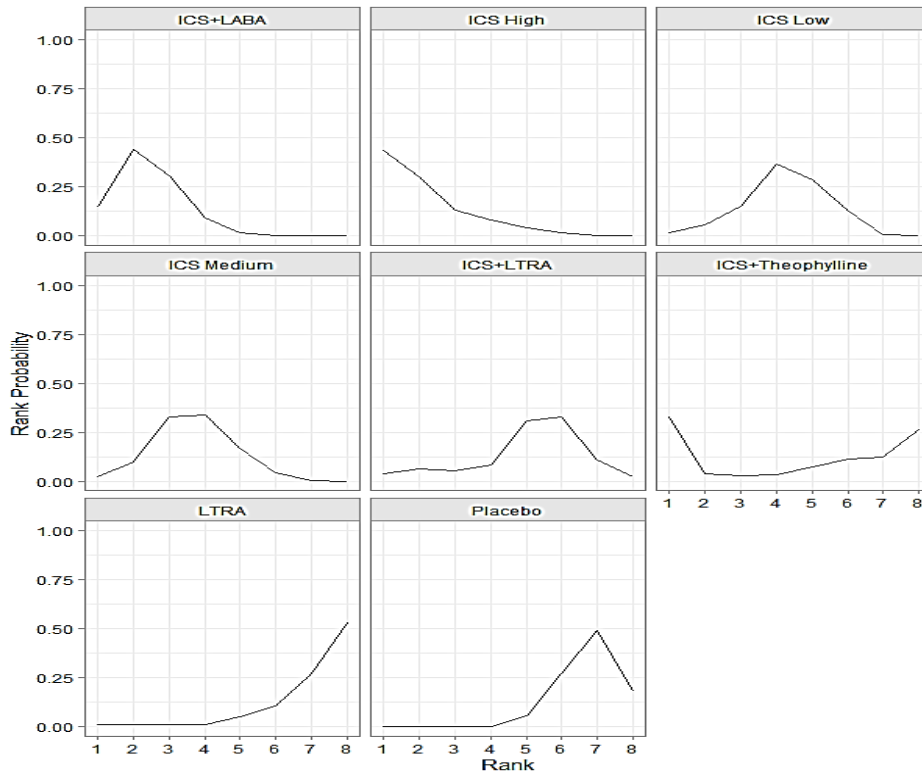 ICS+LABA ICS High ICS Low
1.00
0.75
0.50
0.25
0.00
ICS Medium ICS+LTRA ICS+Theophylline
1.00
0.75
0.50
0.25
0.00
1 2 3 4 5 6 7 8
LTRA Placebo
1.00
0.75
0.50
0.25
0.00
1 2 3 4 5 6 7 8 1 2 3 4 5 6 7 8
Rank
Rank Probability